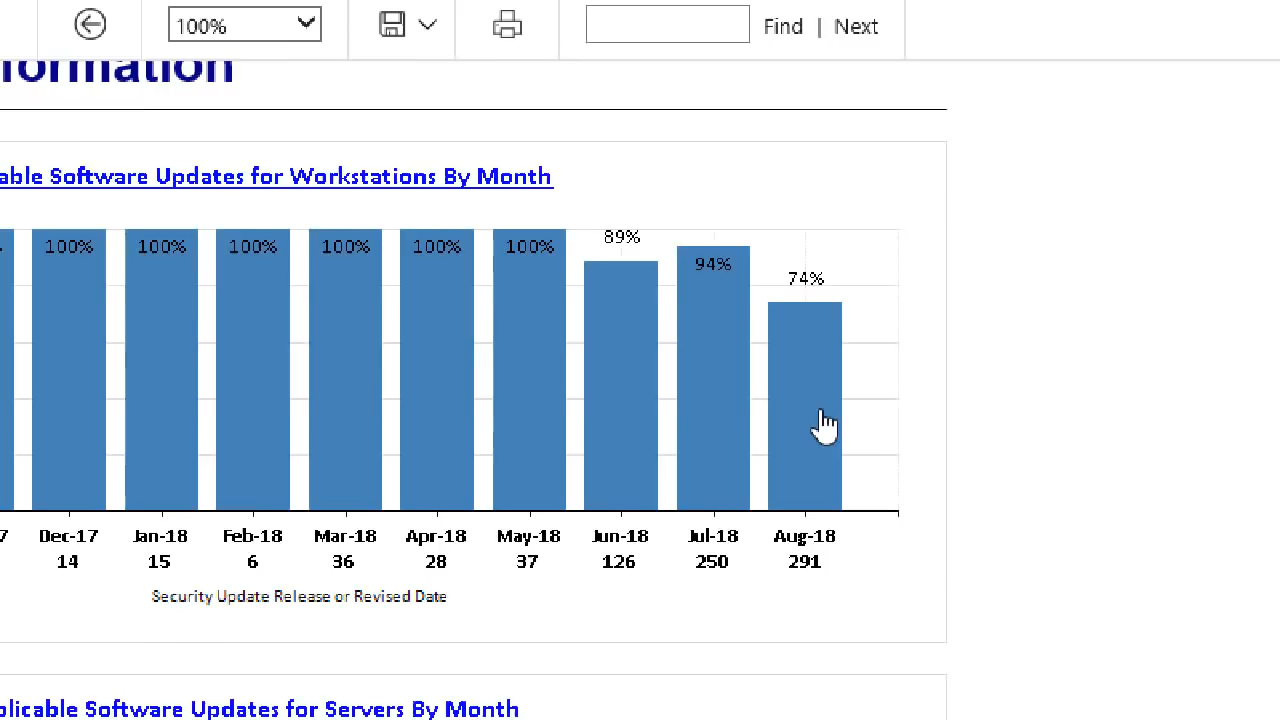 100% Find | Next
formation
able Software Updates for Workstations By Month
100% 100% 100% 100% 100% 100% 89% 94% 74%
Dec-17 Jan-18 Feb-18 Mar-18 Apr-18 May-18 Jun-18 Jul-18 Aug-18
14 15 6 36 28 37 126 250 291
Security Update Release or Revised Date
plicable Software Updates for Servers By Month